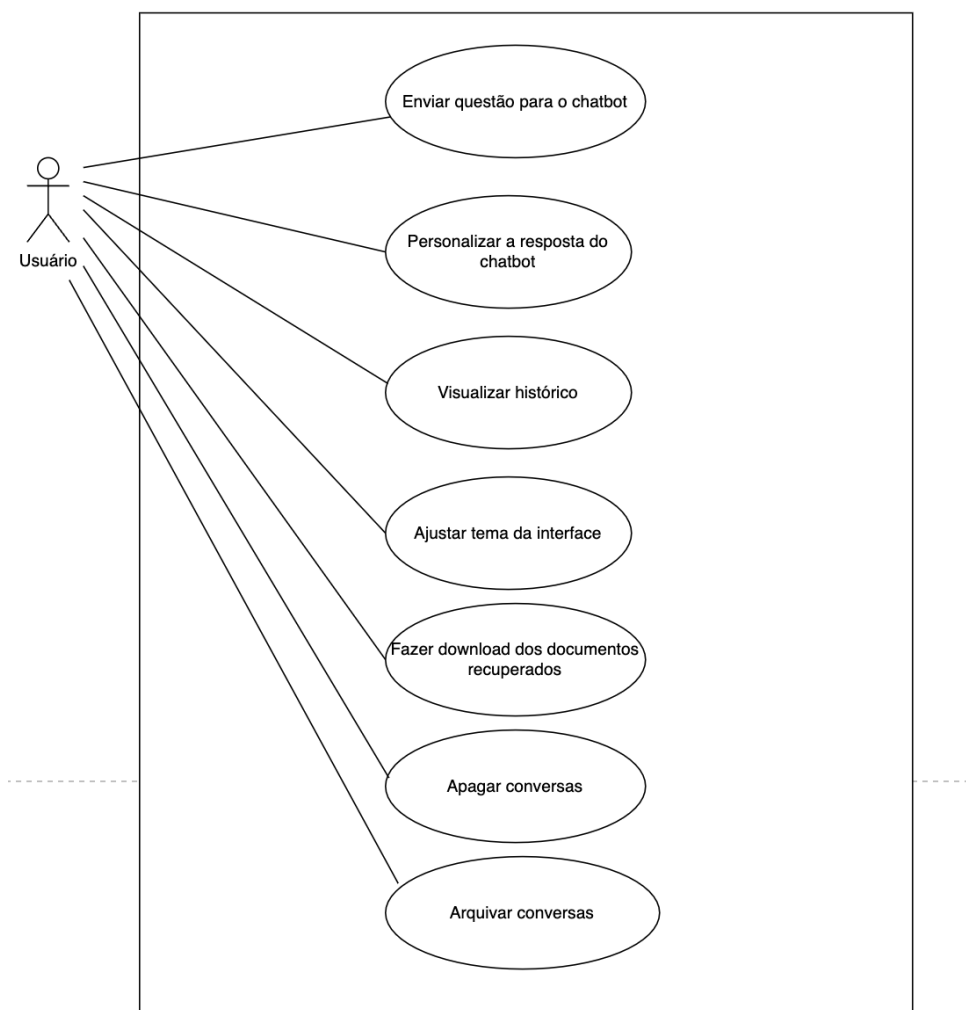 Enviar questão para o chatbot
Usuário
Personalizar a resposta do
chatbot
Visualizar histórico
Ajustar tema da interface
Fazer download dos documentos
recuperados
Apagar conversas
Arquivar conversas